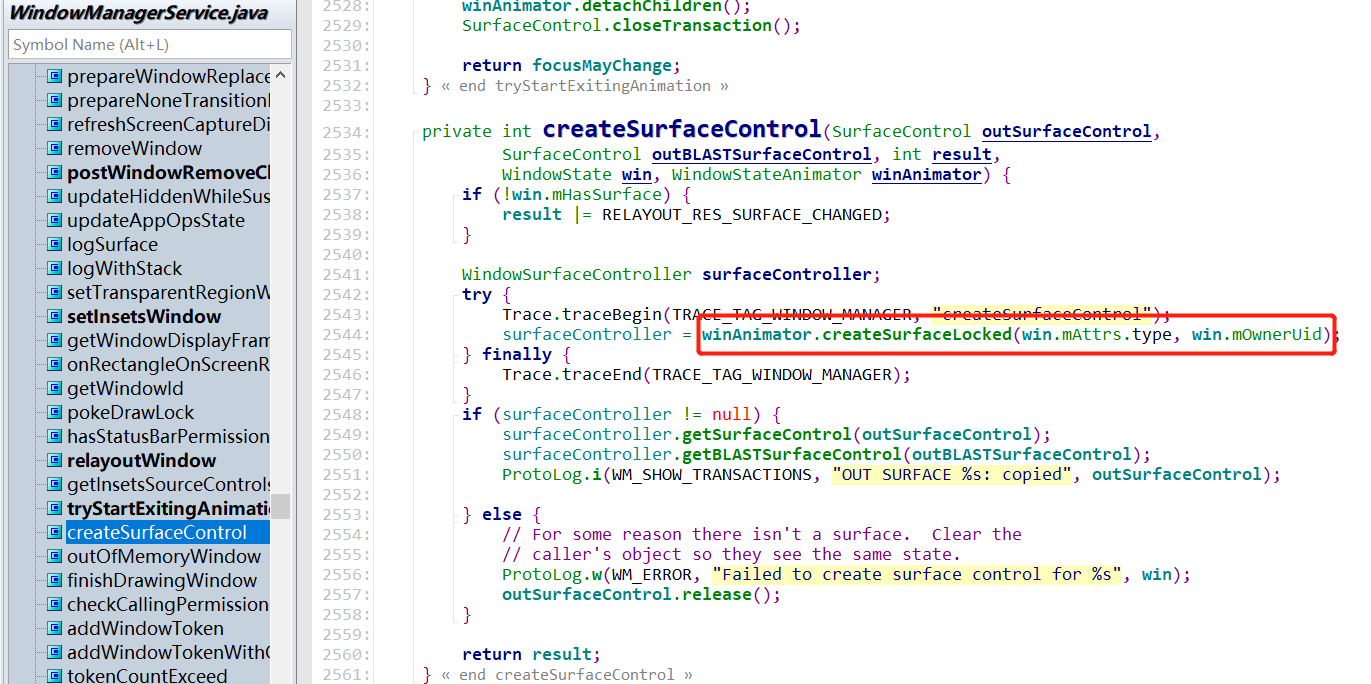 WindowManagerService.java
Symbol Name (Alt+L)
prepareWindowReplace
prepareNoneTransition
refreshScreenCaptureDi
removeWindow
postWindowRemoveCl
updateHiddenWhileSus
updateAppOpsState
logSurface
logWithStack
setTransparentRegionW
setInsetsWindow
getWindowDisplayFram
onRectangleOnScreenR
getWindowId
pokeDrawLock
hasStatusBarPermission
relayoutWindow
getInsetsSourceControls
tryStartExitingAnimati
createSurfaceControl
outOfMemoryWindow
finishDrawingWindow
checkCallingPermission
addWindowToken
addWindowTokenWithO
tokenCountExceed
2528: winAnimator.detachChildren();
2529: SurfaceControl.closeTransaction();
2530:
2531: return focusMayChange;
2532: } « end tryStartExitingAnimation »
2533:
2534: private int createSurfaceControl(SurfaceControl outSurfaceControl,
2535: SurfaceControl outBLASTSurfaceControl, int result,
2536: WindowState win, WindowStateAnimator winAnimator) {
2537: if (!win.mHasSurface) {
2538: result |= RELAYOUT_RES_SURFACE_CHANGED;
2539: }
2540:
2541: WindowSurfaceController surfaceController;
2542: try {
2543: Trace.traceBegin(TRACE_TAG_WINDOW_MANAGER, "createSurfaceControl");
2544: surfaceController = winAnimator.createSurfaceLocked(win.mAttrs.type, win.mOwnerUid);
2545: } finally {
2546: Trace.traceEnd(TRACE_TAG_WINDOW_MANAGER);
2547: }
2548: if (surfaceController != null) {
2549: surfaceController.getSurfaceControl(outSurfaceControl);
2550: surfaceController.getBLASTSurfaceControl(outBLASTSurfaceControl);
2551: ProtoLog.i(WM_SHOW_TRANSACTIONS, "OUT SURFACE %s: copied", outSurfaceControl);
2552:
2553: } else {
2554: // For some reason there isn't a surface. Clear the
2555: // caller's object so they see the same state.
2556: ProtoLog.w(WM_ERROR, "Failed to create surface control for %s", win);
2557: outSurfaceControl.release();
2558: }
2559:
2560: return result;
2561: } « end createSurfaceControl »